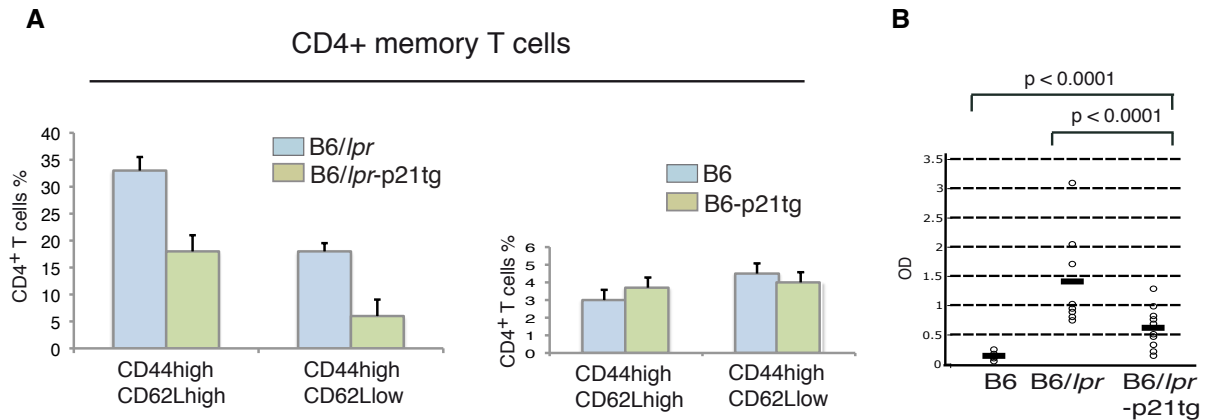 A
CD4+ memory T cells
CD4+ T cells %
40
35
30
25
20
15
10
5
0
B6/lpr
B6/lpr-p21tg
CD44high
CD62Lhigh
CD44high
CD62Llow
CD4+ T cells %
6
5
4
3
2
1
0
B6
B6-p21tg
CD44high
CD62Lhigh
CD44high
CD62Llow
B
p < 0.0001
p < 0.0001
OD
3.5
3
2.5
2
1.5
1
0.5
0
B6
B6/lpr
B6/lpr
-p21tg